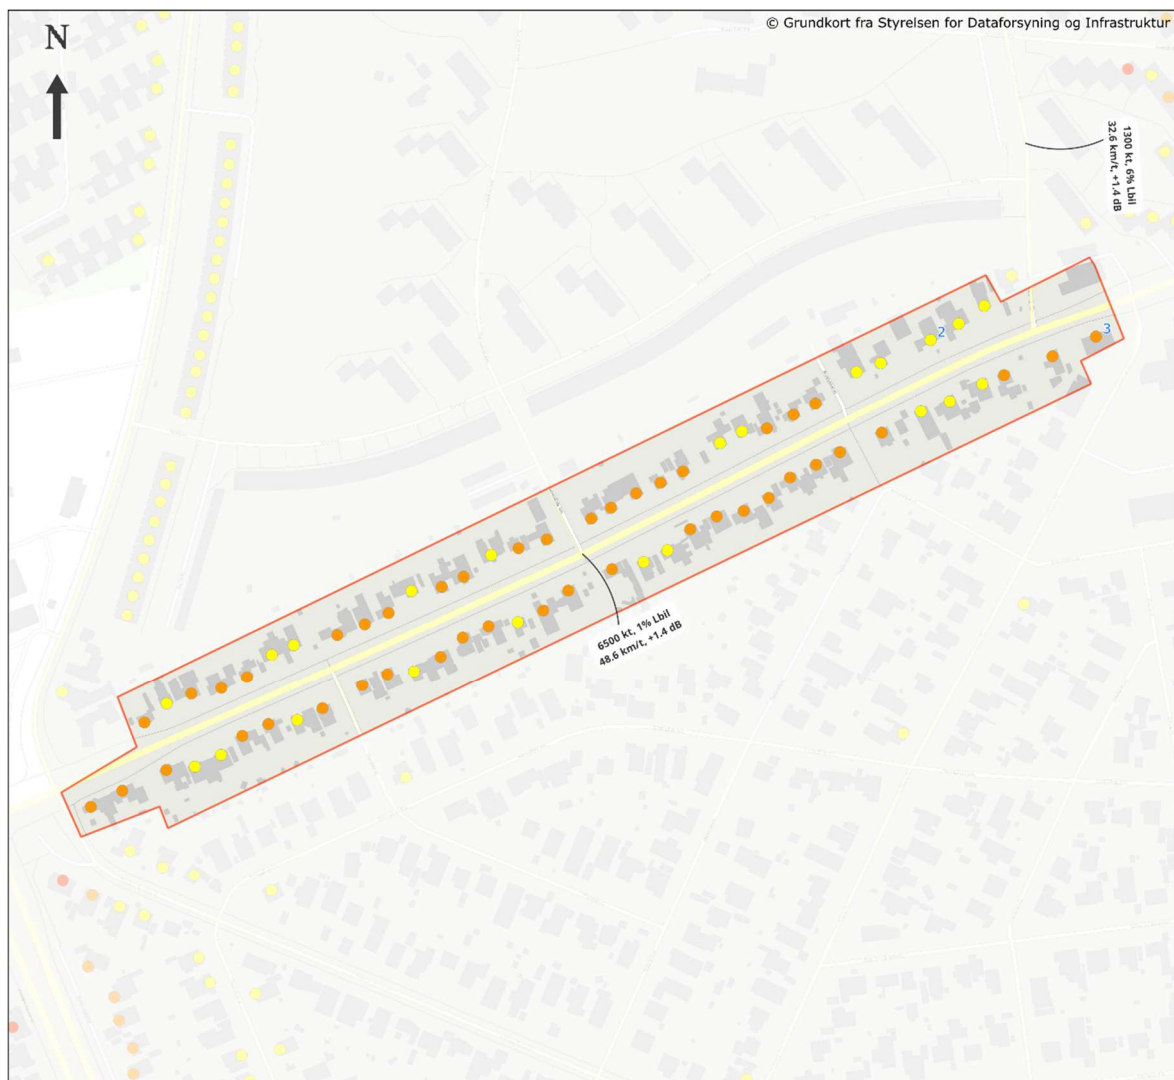 © Grundkort fra Styrelsen for Dataforsyning og Infrastruktur
N
1300 kt, 6% Lbil
32.6 km/t, +1.4 dB
2
3
6500 kt, 1% Lbil
48.6 km/t, +1.4 dB